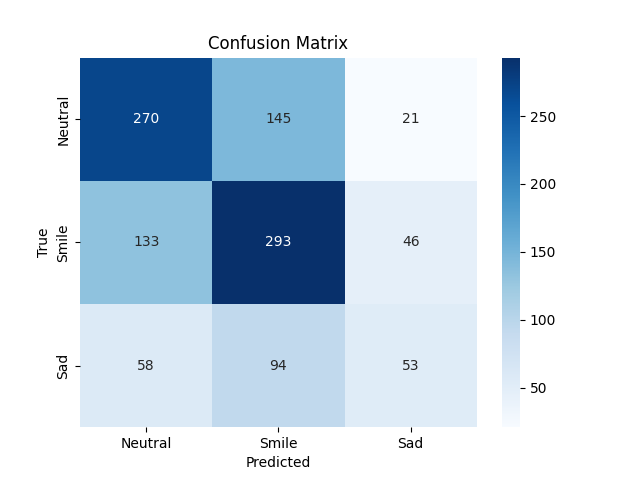 Confusion Matrix
Neutral
270 145 21
250
200
True
Smile
133 293 46
150
100
Sad
58 94 53
50
Neutral Smile Sad
Predicted